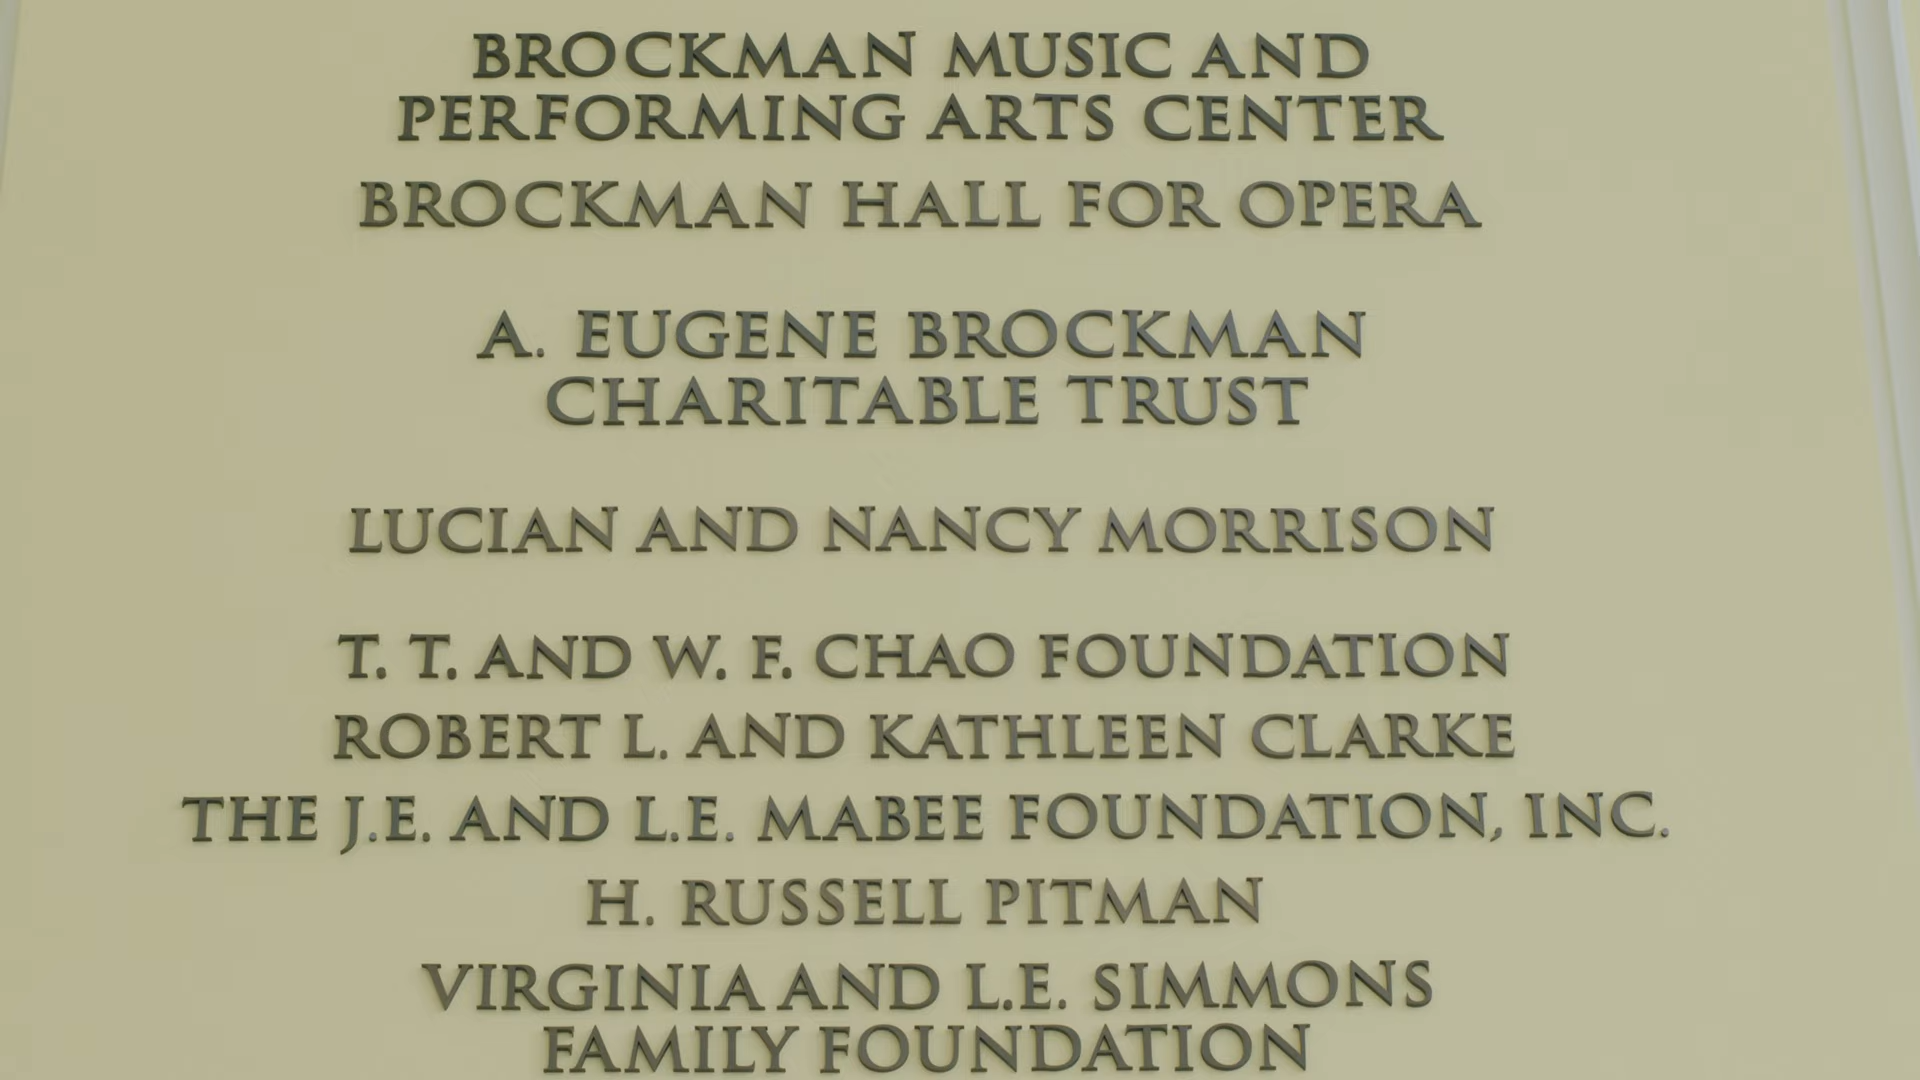 BROCKMAN MUSIC AND
PERFORMING ARTS CENTER
BROCKMAN HALL FOR OPERA
A. EUGENE BROCKMAN
CHARITABLE TRUST
LUCIAN AND NANCY MORRISON
T. T. AND W. F. CHAO FOUNDATION
ROBERT L. AND KATHLEEN CLARKE
THE J.E. AND L.E. MABEE FOUNDATION, INC.
H. RUSSELL PITMAN
VIRGINIA AND L.E. SIMMONS
FAMILY FOUNDATION